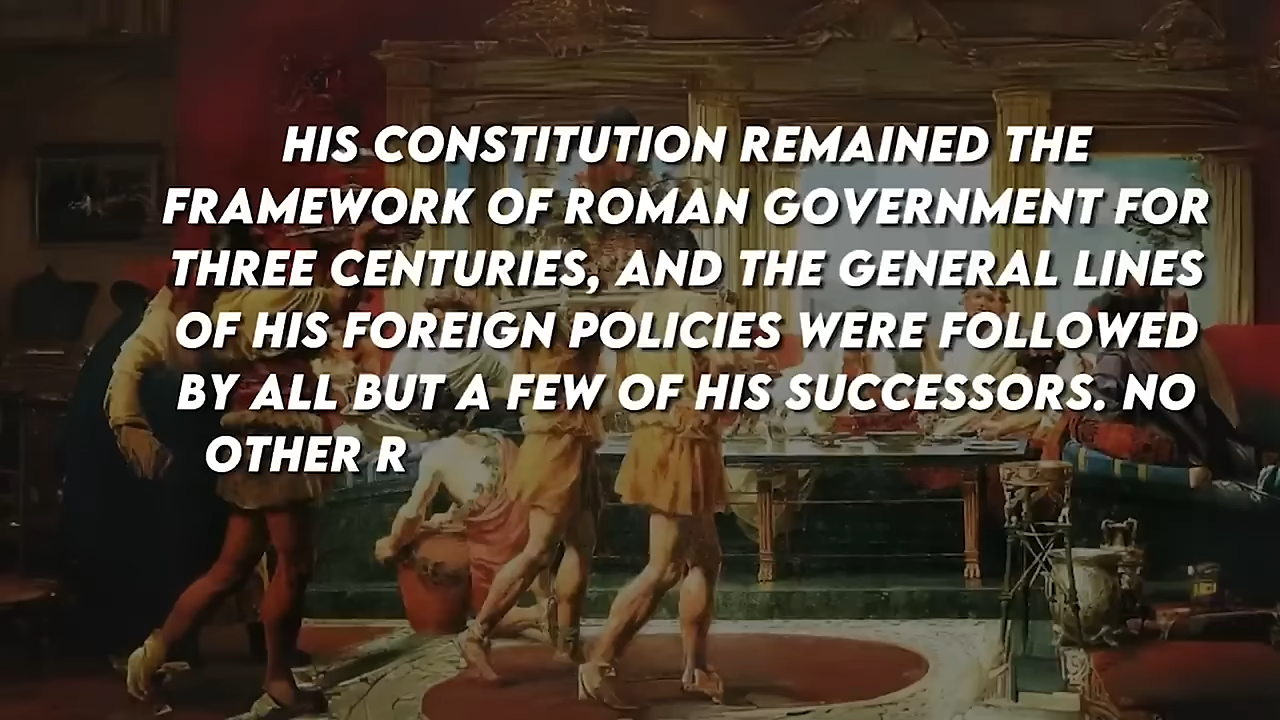 HIS CONSTITUTION REMAINED THE
FRAMEWORK OF ROMAN GOVERNMENT FOR
THREE CENTURIES, AND THE GENERAL LINES
OF HIS FOREIGN POLICIES WERE FOLLOWED
BY ALL BUT A FEW OF HIS SUCCESSORS. NO
OTHER R